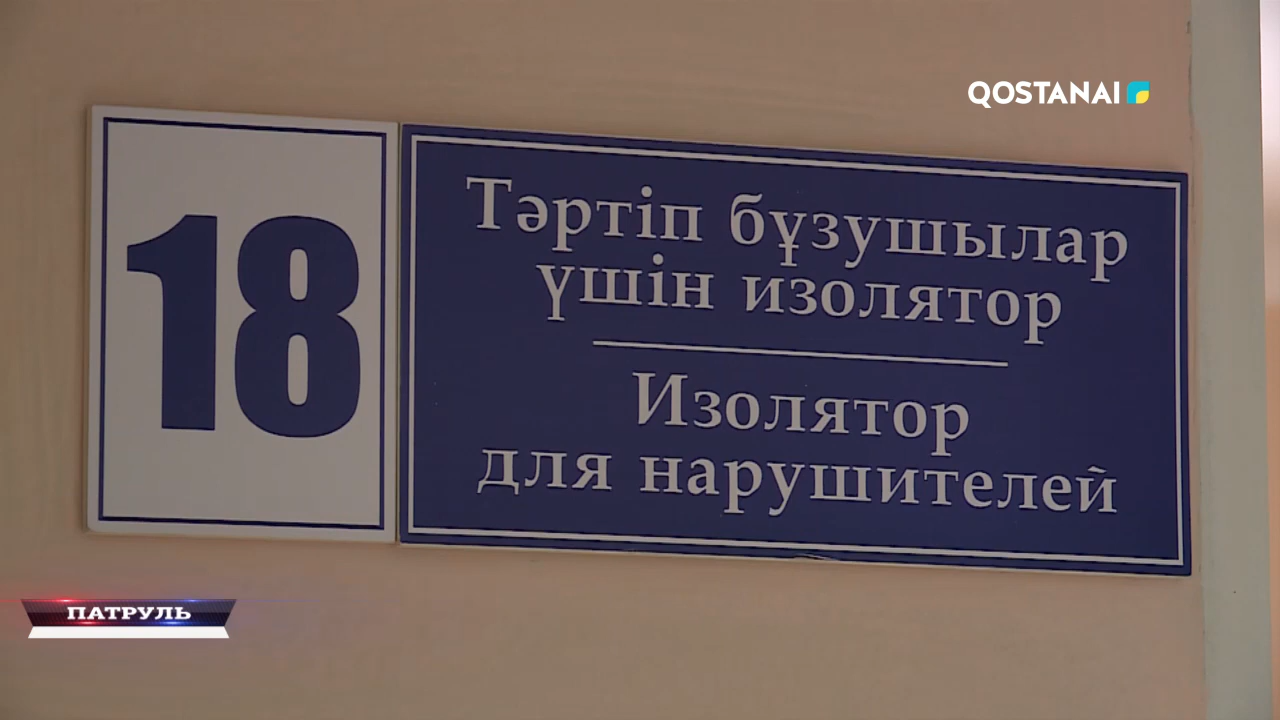 QOSTANAI
18
Тәртіп бұзушылар
үшін изолятор
Изолятор
для нарушителей
ПАТРУЛЬ